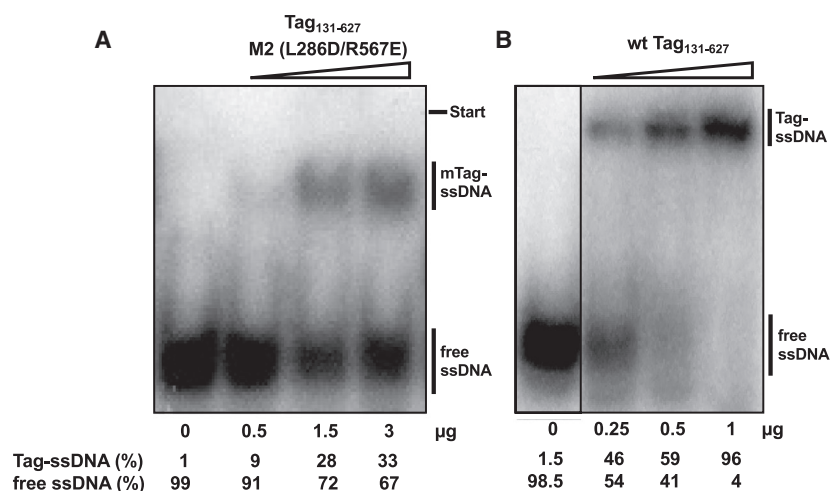 A
Tag131-627
M2 (L286D/R567E)
Start
mTag-
ssDNA
free
ssDNA
0 0.5 1.5 3 µg
Tag-ssDNA (%) 1 9 28 33
free ssDNA (%) 99 91 72 67
B
wt Tag131-627
Tag-
ssDNA
free
ssDNA
0 0.25 0.5 1 µg
1.5 46 59 96
98.5 54 41 4